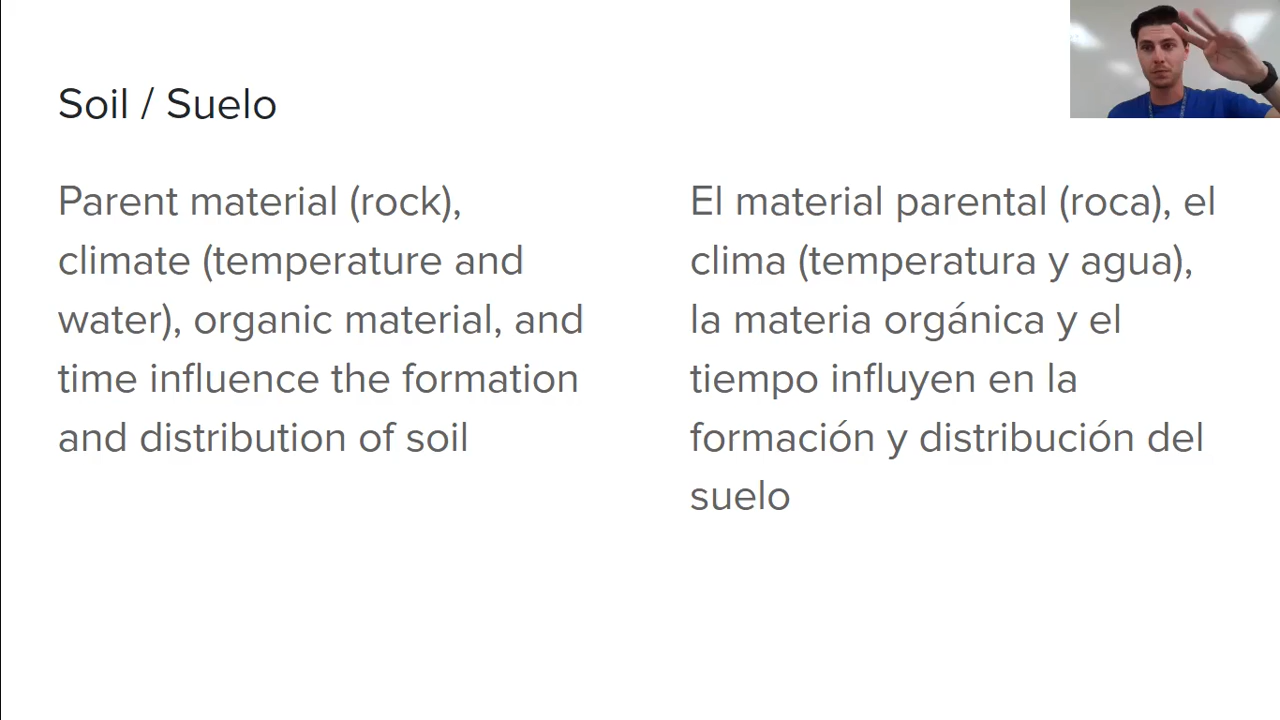 Soil / Suelo
Parent material (rock),
climate (temperature and
water), organic material, and
time influence the formation
and distribution of soil
El material parental (roca), el
clima (temperatura y agua),
la materia orgánica y el
tiempo influyen en la
formación y distribución del
suelo